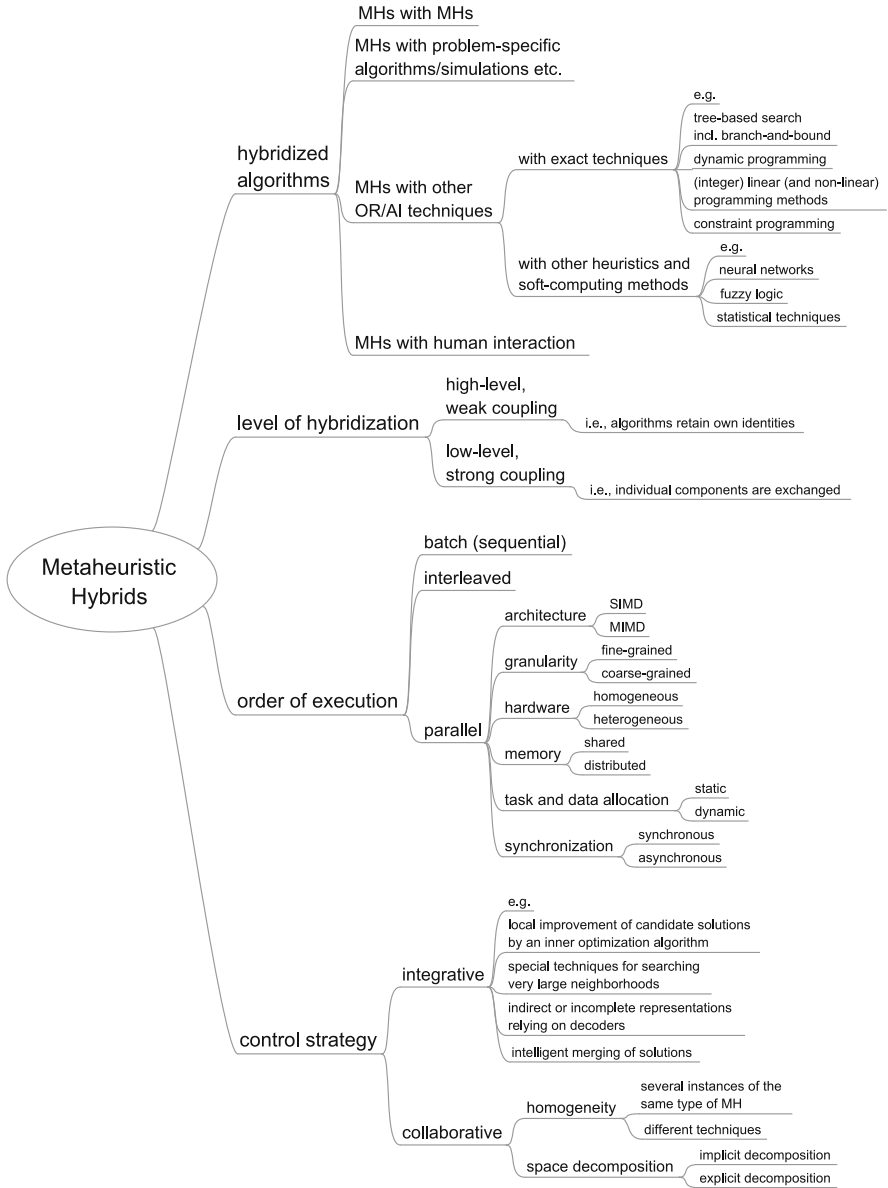 MHs with MHs
MHs with problem-specific
algorithms/simulations etc.
hybridized
algorithms
MHs with other
OR/AI techniques
with exact techniques
e.g.
tree-based search
incl. branch-and-bound
dynamic programming
(integer) linear (and non-linear)
programming methods
constraint programming
with other heuristics and
soft-computing methods
e.g.
neural networks
fuzzy logic
statistical techniques
MHs with human interaction
level of hybridization
high-level,
weak coupling
i.e., algorithms retain own identities
low-level,
strong coupling
i.e., individual components are exchanged
Metaheuristic
Hybrids
order of execution
batch (sequential)
interleaved
parallel
architecture
SIMD
MIMD
granularity
fine-grained
coarse-grained
hardware
homogeneous
heterogeneous
memory
shared
distributed
task and data allocation
static
dynamic
synchronization
synchronous
asynchronous
control strategy
integrative
e.g.
local improvement of candidate solutions
by an inner optimization algorithm
special techniques for searching
very large neighborhoods
indirect or incomplete representations
relying on decoders
intelligent merging of solutions
collaborative
homogeneity
several instances of the
same type of MH
different techniques
space decomposition
implicit decomposition
explicit decomposition